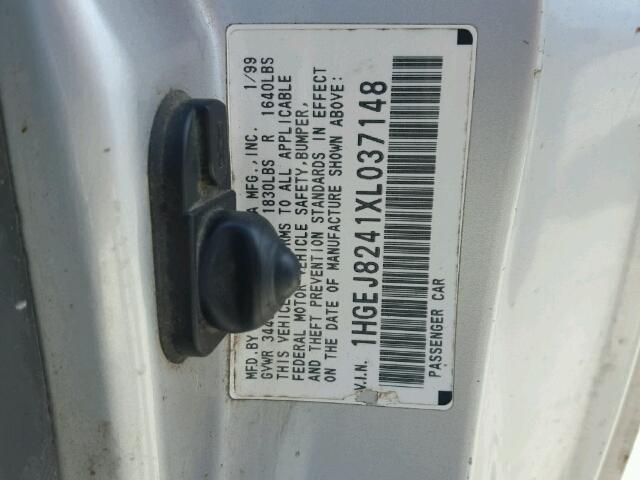 MFD.BY A MFG.,INC. 1/99
GVWR 344 1830LBS R 1640LBS
THIS VEHICLE RMS TO ALL APPLICABLE
FEDERAL MOTOR VEHICLE SAFETY,BUMPER,
AND THEFT PREVENTION STANDARDS IN EFFECT
ON THE DATE OF MANUFACTURE SHOWN ABOVE:
V.I.N. 1HGEJ8241XL037148
PASSENGER CAR